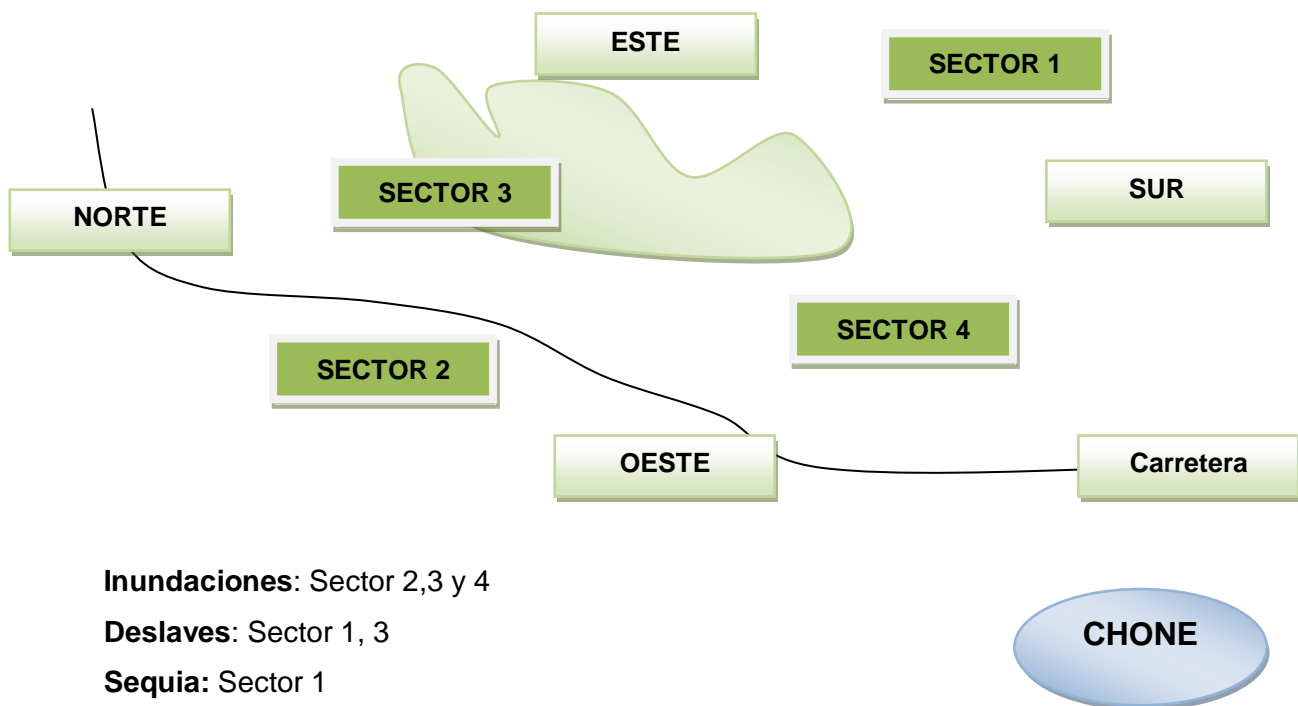 ESTE
SECTOR 1
SECTOR 3
SUR
NORTE
SECTOR 4
SECTOR 2
OESTE
Carretera
Inundaciones: Sector 2,3 y 4
Deslaves: Sector 1, 3
CHONE
Sequia: Sector 1